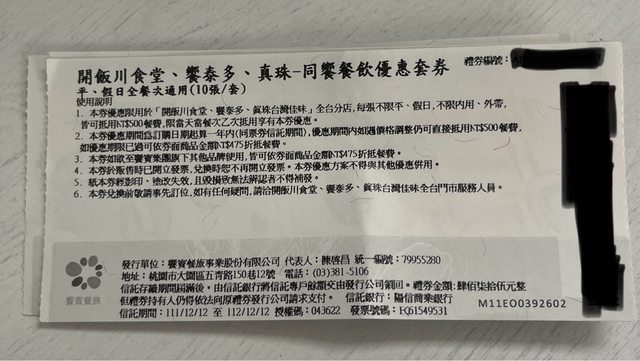 禮券編號:
開飯川食堂、饗泰多、真珠-同饗餐飲優惠套券
平、假日全餐次適用(10張/套)
使用說明
1. 本券優惠限用於「開飯川食堂、饗泰多、真珠台灣佳味」全台分店,每張不限平、假日,不限內用、外帶,
皆可抵用NT$500餐費,限當天當餐次乙次抵用享有本券優惠。
2. 本券優惠期間為訂購日期起算一年內(同票券信託期間),優惠期間內如遇價格調整仍可直接抵用NT$500餐費,
如優惠期限已過可依券面商品金額NT$475折抵餐費。
3. 本券如欲至饗賓集團旗下其他品牌使用,皆可依券面商品金額NT$475折抵餐費。
4. 本券於販售時已開立發票,兌換時恕不再開立發票。本券優惠方案不得與其他優惠併用。
5. 紙本券經影印、塗改失效,且毀損致無法辨認者不得補發。
6. 本券兌換前敬請事先訂位,如有任何疑問,請洽開飯川食堂、饗泰多、真珠台灣佳味全台門市服務人員。
發行單位: 饗賓餐旅事業股份有限公司 代表人: 陳啓昌 統一編號: 79955280
地址: 桃園市大園區五青路150巷12號 電話: (03)381-5106
信託存續期間屆滿後,由信託銀行將信託專戶餘額交由發行公司領回。禮券金額: 肆佰柒拾伍元整
但禮券持有人仍得依法向原禮券發行公司請求支付。 信託銀行: 陽信商業銀行
信託期間: 111/12/12 至 112/12/12 授權碼: 043622 發票號碼: EQ61549531
饗賓餐旅
M11EO0392602